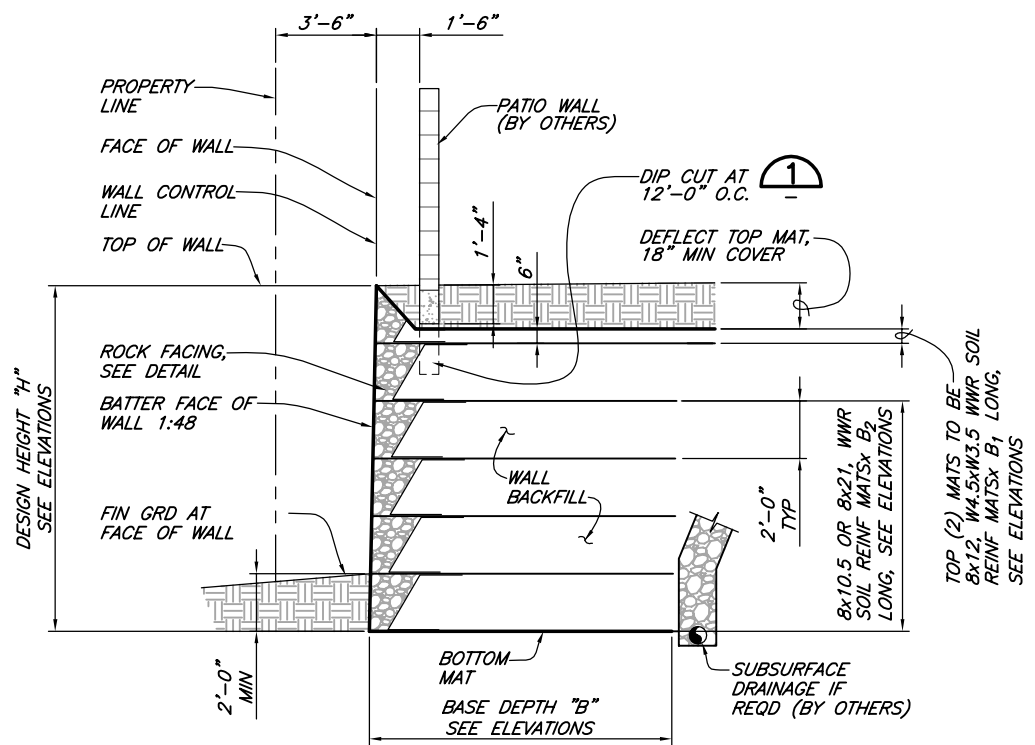 3'-6"
1'-6"
PROPERTY
LINE
FACE OF WALL
WALL CONTROL
LINE
TOP OF WALL
PATIO WALL
(BY OTHERS)
DIP CUT AT
12'-0" O.C.
1
-
DEFLECT TOP MAT,
18" MIN COVER
1'-4"
6"
ROCK FACING,
SEE DETAIL
BATTER FACE OF
WALL 1:48
DESIGN HEIGHT "H"
SEE ELEVATIONS
WALL
BACKFILL
2'-0"
TYP
8x10.5 OR 8x21, WWR
SOIL REINF MATSx B2
LONG, SEE ELEVATIONS
TOP (2) MATS TO BE
8x12, W4.5xW3.5 WWR SOIL
REINF MATSx B1 LONG,
SEE ELEVATIONS
FIN GRD AT
FACE OF WALL
2'-0"
MIN
BOTTOM
MAT
BASE DEPTH "B"
SEE ELEVATIONS
SUBSURFACE
DRAINAGE IF
REQD (BY OTHERS)